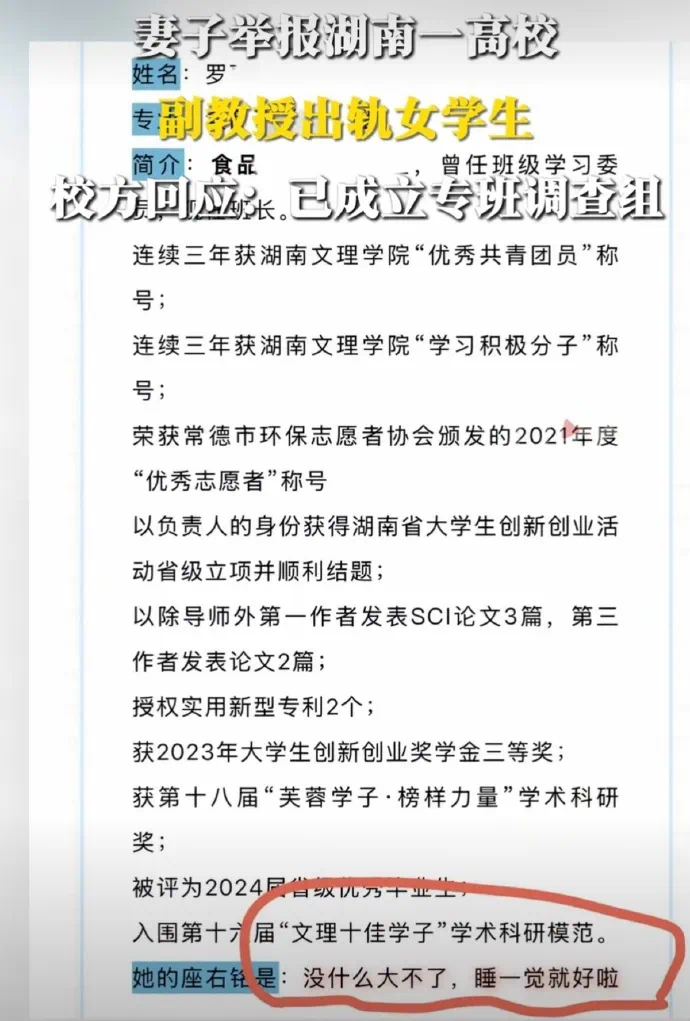 妻子举报湖南一高校
姓名：罗
副教授出轨女学生
专
简介：食品
，曾任班级学习委
校方回应：已成立专班调查组
员，现任班长。
连续三年获湖南文理学院“优秀共青团员”称
号；
连续三年获湖南文理学院“学习积极分子”称
号；
荣获常德市环保志愿者协会颁发的2021年度
“优秀志愿者”称号
以负责人的身份获得湖南省大学生创新创业活
动省级立项并顺利结题；
以除导师外第一作者发表SCI论文3篇，第三
作者发表论文2篇；
授权实用新型专利2个；
获2023年大学生创新创业奖学金三等奖；
获第十八届“芙蓉学子·榜样力量”学术科研
奖；
被评为2024届省级优秀毕业生；
入围第十六届“文理十佳学子”学术科研模范。
她的座右铭是：没什么大不了，睡一觉就好啦